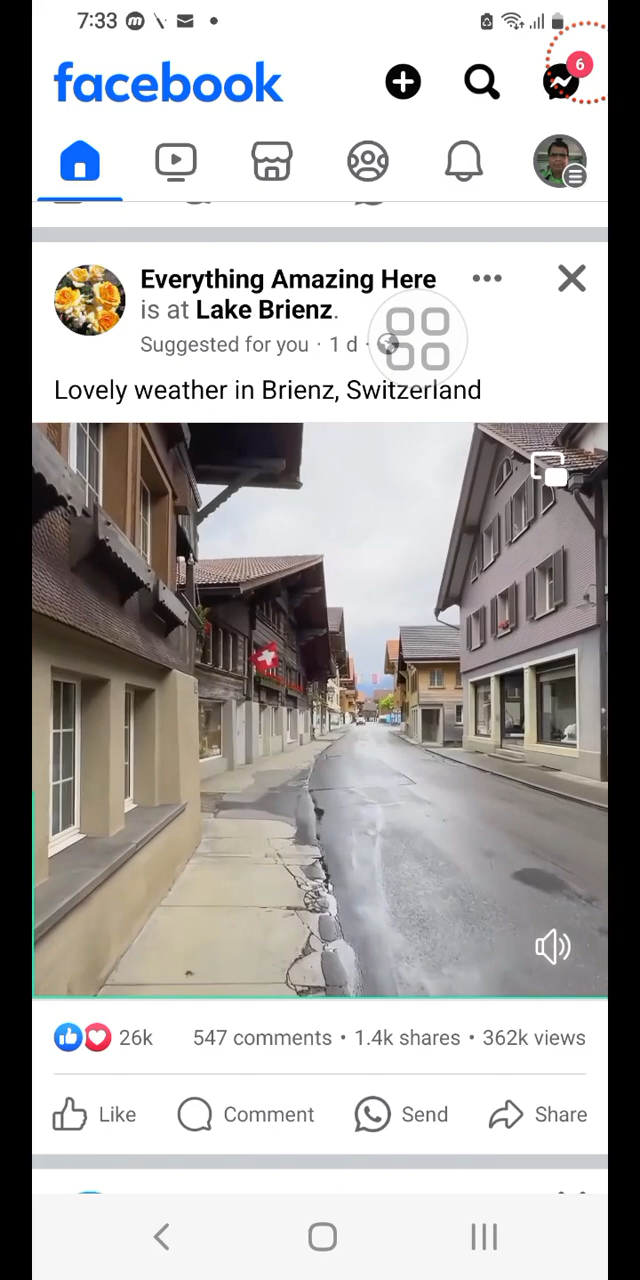 7:33
facebook
6
Everything Amazing Here
is at Lake Brienz.
Suggested for you · 1 d ·
Lovely weather in Brienz, Switzerland
26k
547 comments • 1.4k shares • 362k views
Like
Comment
Send
Share